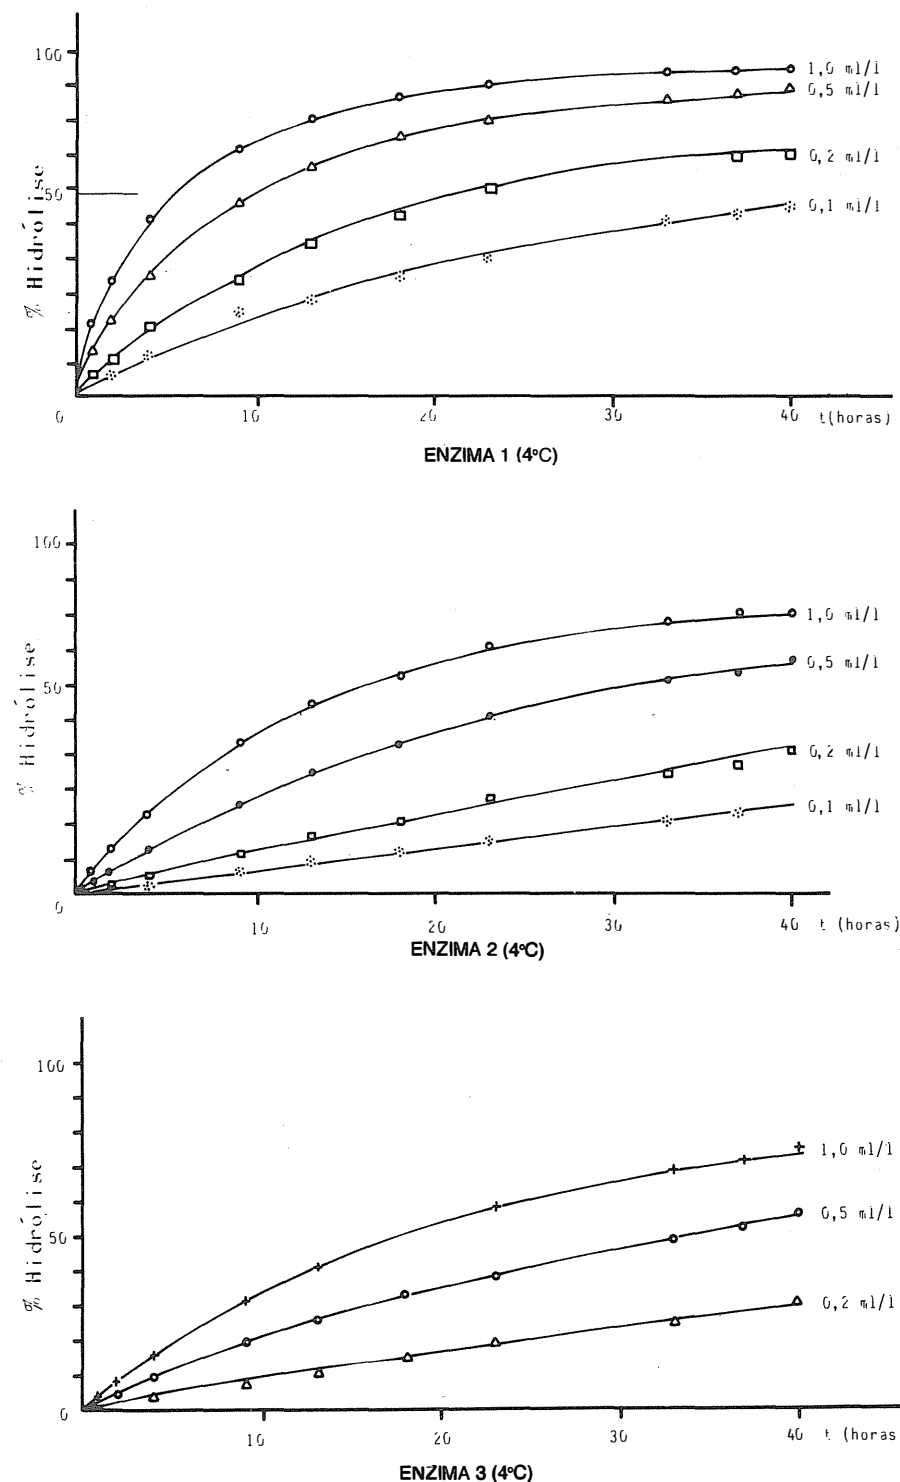 100
1,0 ml/l
0,5 ml/l
0,2 ml/l
50
0,1 ml/l
% Hidrólise
0 10 20 30 40 t(horas)
ENZIMA 1 (4°C)
100
1,0 ml/l
0,5 ml/l
50
0,2 ml/l
0,1 ml/l
% Hidrólise
0 10 20 30 40 t (horas)
ENZIMA 2 (4°C)
100
1,0 ml/l
0,5 ml/l
50
0,2 ml/l
% Hidrólise
0 10 20 30 40 t (horas
ENZIMA 3 (4°C)